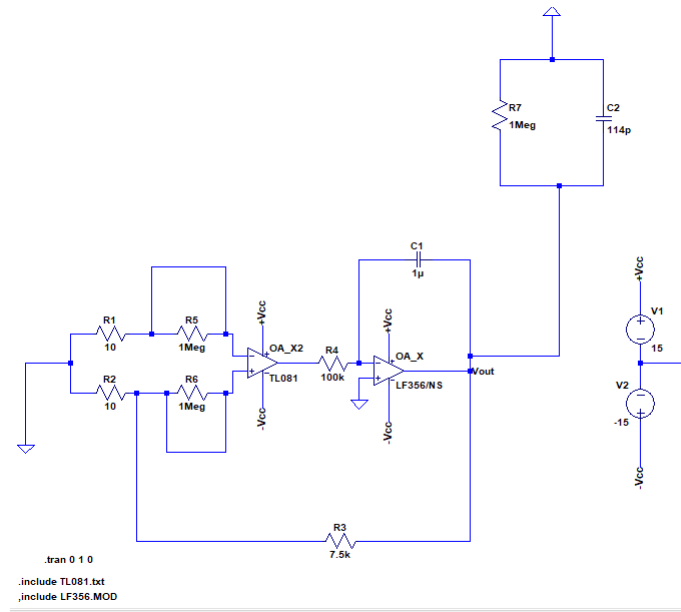 R7
1Meg
C2
114p
C1
1µ
+Vcc
V1
15
V2
-15
-Vcc
R1
10
R5
1Meg
+Vcc
OA_X2
TL081
-Vcc
R2
10
R6
1Meg
R4
100k
+Vcc
OA_X
LF356/NS
-Vcc
Vout
R3
7.5k
.tran 0 1 0
.include TL081.txt
,include LF356.MOD